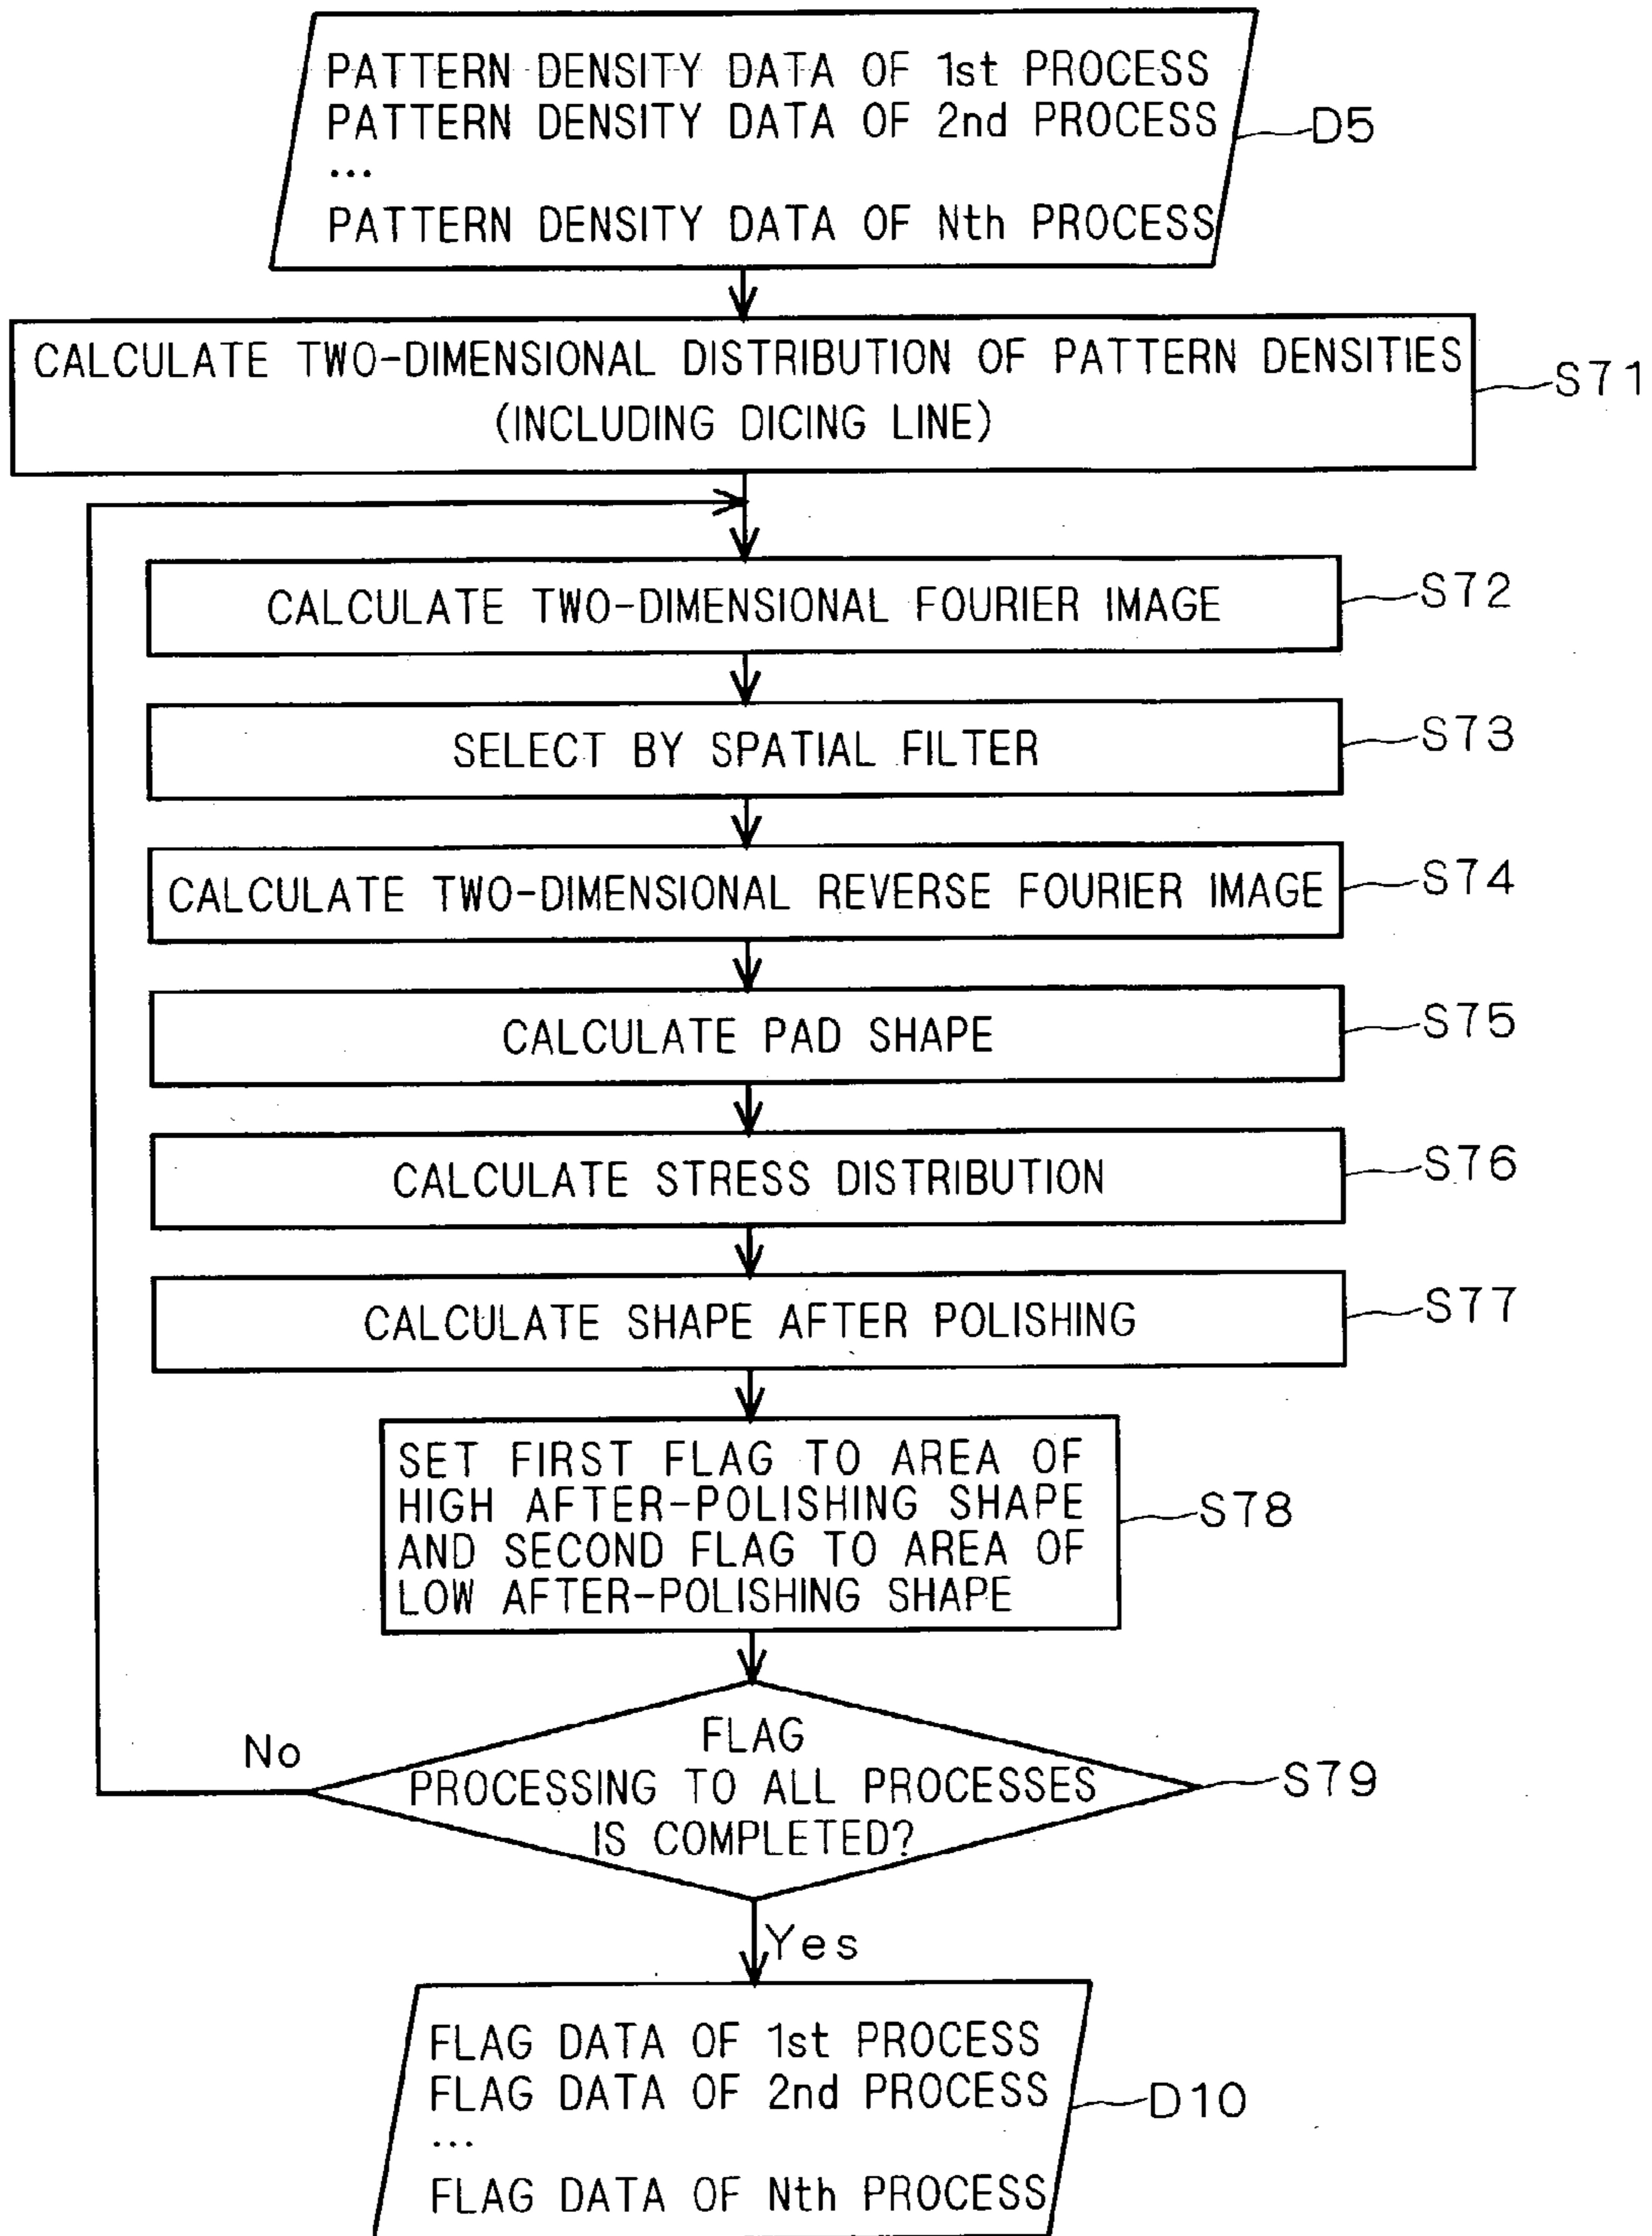 PATTERN DENSITY DATA OF 1st PROCESS
PATTERN DENSITY DATA OF 2nd PROCESS
...
PATTERN DENSITY DATA OF Nth PROCESS
D5
CALCULATE TWO-DIMENSIONAL DISTRIBUTION OF PATTERN DENSITIES
(INCLUDING DICING LINE)
S71
CALCULATE TWO-DIMENSIONAL FOURIER IMAGE
S72
SELECT BY SPATIAL FILTER
S73
CALCULATE TWO-DIMENSIONAL REVERSE FOURIER IMAGE
S74
CALCULATE PAD SHAPE
S75
CALCULATE STRESS DISTRIBUTION
S76
CALCULATE SHAPE AFTER POLISHING
S77
SET FIRST FLAG TO AREA OF
HIGH AFTER-POLISHING SHAPE
AND SECOND FLAG TO AREA OF
LOW AFTER-POLISHING SHAPE
S78
No
FLAG
PROCESSING TO ALL PROCESSES
IS COMPLETED?
S79
Yes
FLAG DATA OF 1st PROCESS
FLAG DATA OF 2nd PROCESS
...
FLAG DATA OF Nth PROCESS
D10